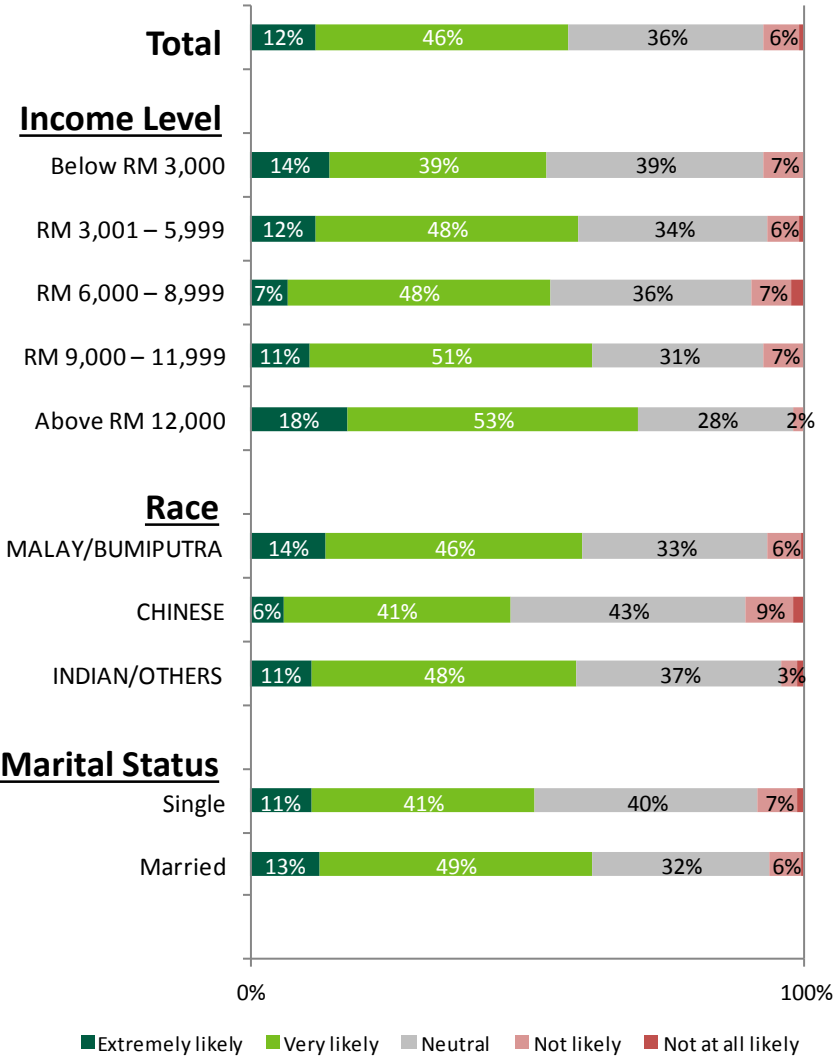 Total 12% 46% 36% 6%
Income Level
Below RM 3,000 14% 39% 39% 7%
RM 3,001 – 5,999 12% 48% 34% 6%
RM 6,000 – 8,999 7% 48% 36% 7%
RM 9,000 – 11,999 11% 51% 31% 7%
Above RM 12,000 18% 53% 28% 2%
Race
MALAY/BUMIPUTRA 14% 46% 33% 6%
CHINESE 6% 41% 43% 9%
INDIAN/OTHERS 11% 48% 37% 3%
Marital Status
Single 11% 41% 40% 7%
Married 13% 49% 32% 6%
0% 100%
Extremely likely Very likely Neutral Not likely Not at all likely